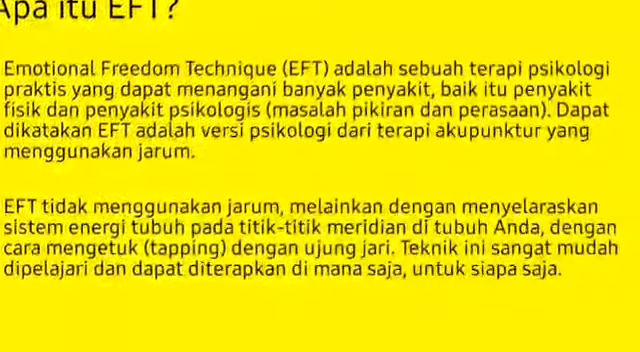 Apa itu EFT?
Emotional Freedom Technique (EFT) adalah sebuah terapi psikologi
praktis yang dapat menangani banyak penyakit, baik itu penyakit
fisik dan penyakit psikologis (masalah pikiran dan perasaan). Dapat
dikatakan EFT adalah versi psikologi dari terapi akupunktur yang
menggunakan jarum.
EFT tidak menggunakan jarum, melainkan dengan menyelaraskan
sistem energi tubuh pada titik-titik meridian di tubuh Anda, dengan
cara mengetuk (tapping) dengan ujung jari. Teknik ini sangat mudah
dipelajari dan dapat diterapkan di mana saja, untuk siapa saja.